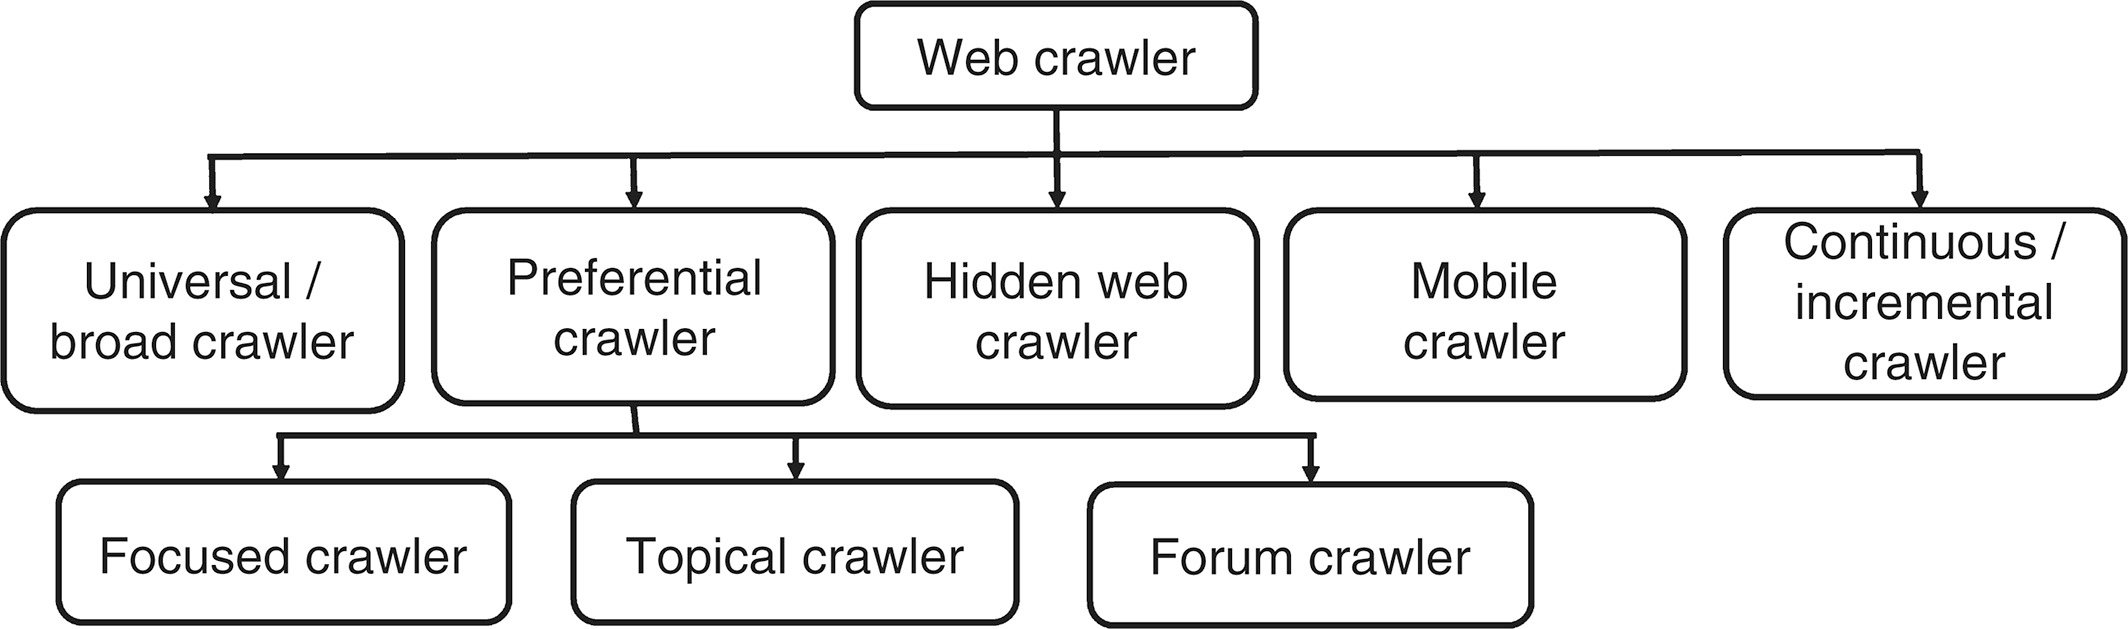 Web crawler
Universal /
broad crawler
Preferential
crawler
Hidden web
crawler
Mobile
crawler
Continuous /
incremental
crawler
Focused crawler
Topical crawler
Forum crawler